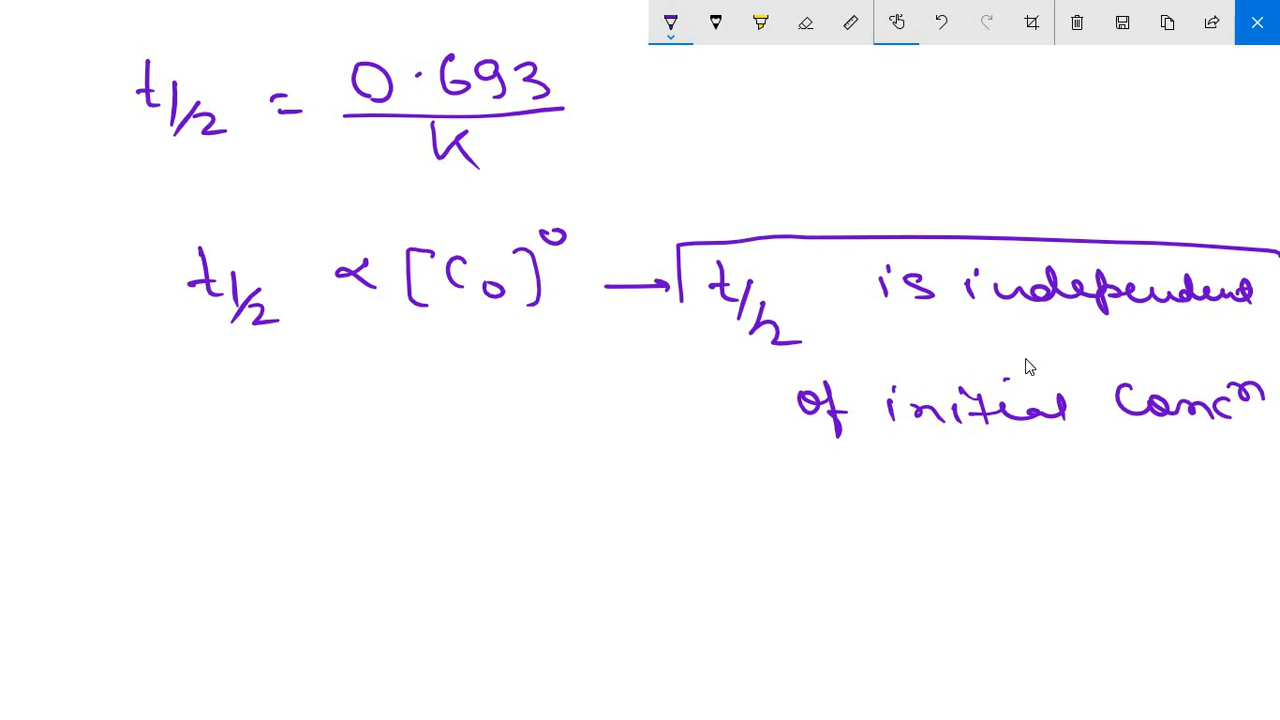 t1/2 = 0.693/K
t1/2 ∝ [C0]^0 → t1/2 is independent
of initial Concn